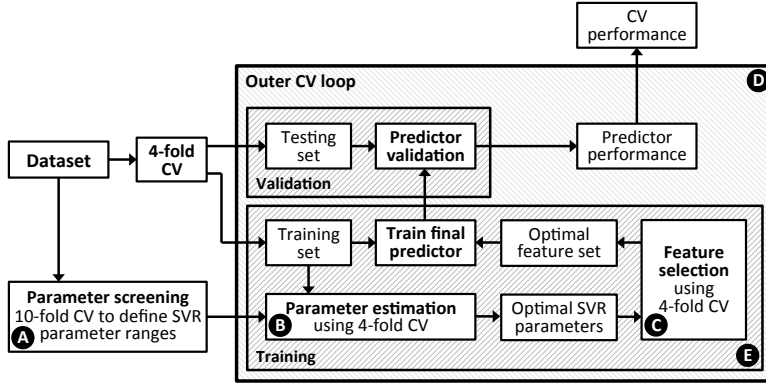 CV
performance
Outer CV loop
D
Testing
set
Predictor
validation
Predictor
performance
Dataset
4-fold
CV
Validation
Training
set
Train final
predictor
Optimal
feature set
Feature
selection
using
4-fold CV
C
Parameter screening
10-fold CV to define SVR
parameter ranges
A
Parameter estimation
using 4-fold CV
B
Optimal SVR
parameters
Training
E